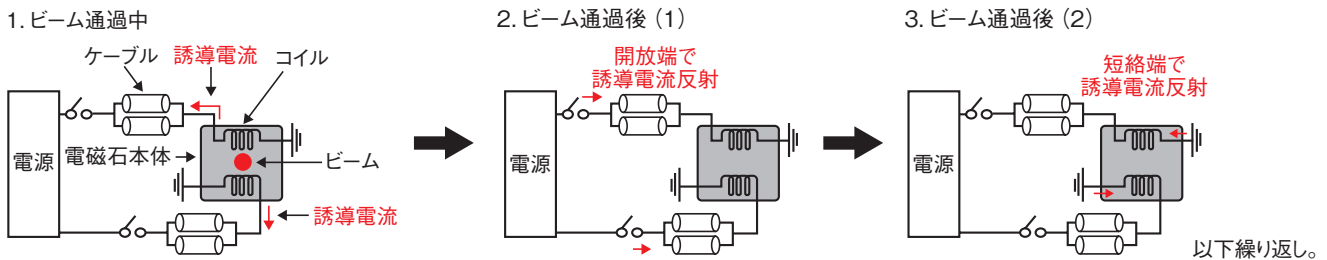 1. ビーム通過中
ケーブル
誘導電流
コイル
電源
電磁石本体
ビーム
誘導電流
2. ビーム通過後（1）
開放端で
誘導電流反射
電源
3. ビーム通過後（2）
短絡端で
誘導電流反射
電源
以下繰り返し。